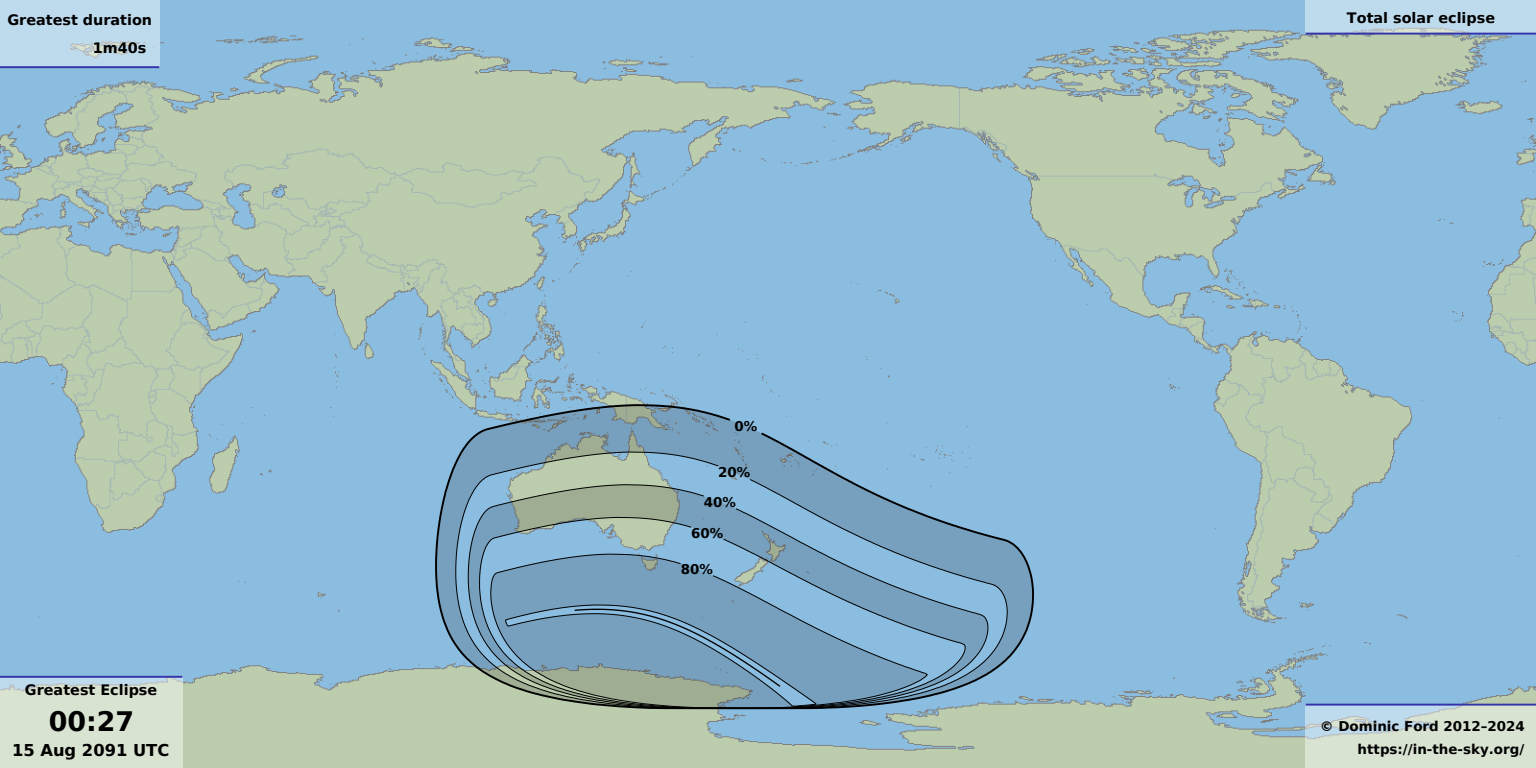 Greatest duration
1m40s
Total solar eclipse
0%
20%
40%
60%
80%
Greatest Eclipse
00:27
15 Aug 2091 UTC
© Dominic Ford 2012–2024
https://in-the-sky.org/